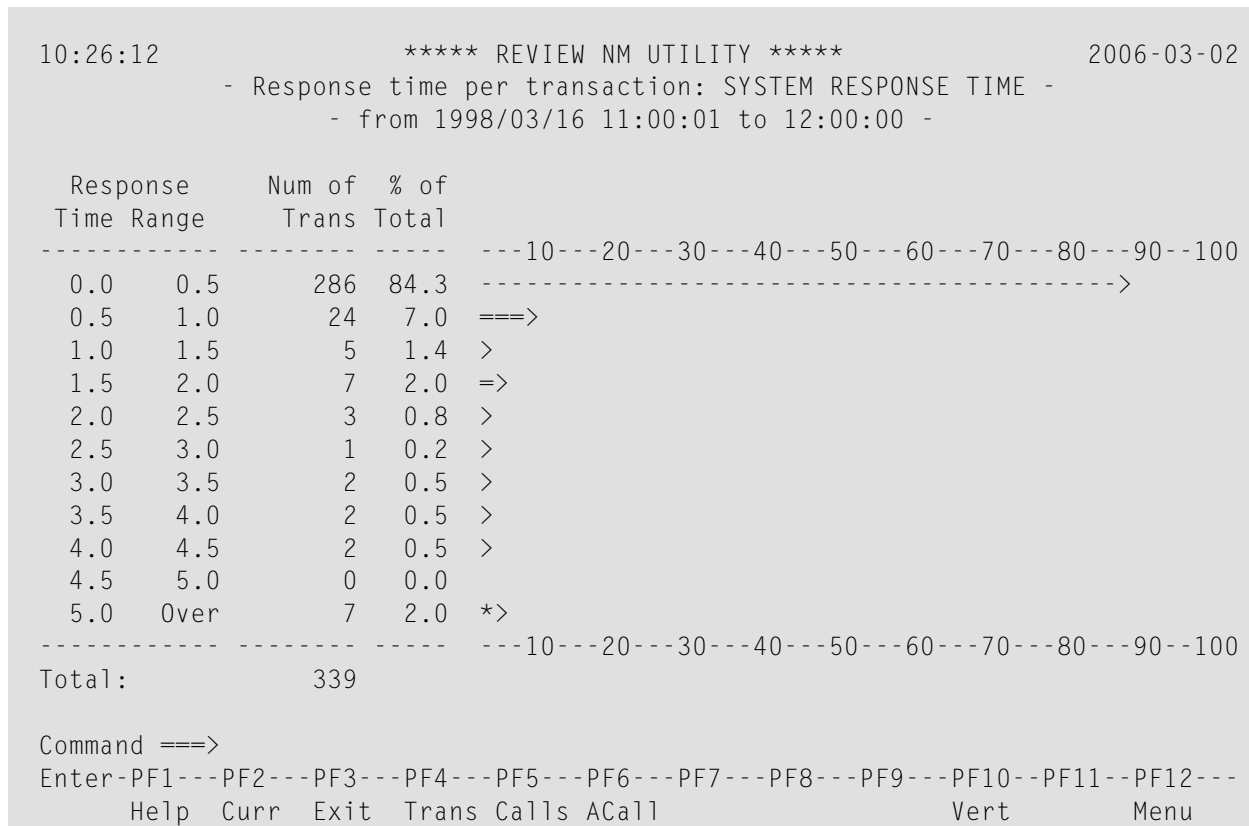 10:26:12 ***** REVIEW NM UTILITY ***** 2006-03-02
- Response time per transaction: SYSTEM RESPONSE TIME -
- from 1998/03/16 11:00:01 to 12:00:00 -
Response Num of % of
Time Range Trans Total
------------ -------- ----- ---10---20---30---40---50---60---70---80---90--100
0.0 0.5 286 84.3 ------------------------------------------>
0.5 1.0 24 7.0 ===>
1.0 1.5 5 1.4 >
1.5 2.0 7 2.0 =>
2.0 2.5 3 0.8 >
2.5 3.0 1 0.2 >
3.0 3.5 2 0.5 >
3.5 4.0 2 0.5 >
4.0 4.5 2 0.5 >
4.5 5.0 0 0.0
5.0 Over 7 2.0 *>
------------ -------- ----- ---10---20---30---40---50---60---70---80---90--100
Total: 339
Command ===>
Enter-PF1---PF2---PF3---PF4---PF5---PF6---PF7---PF8---PF9---PF10--PF11--PF12---
Help Curr Exit Trans Calls ACall Vert Menu